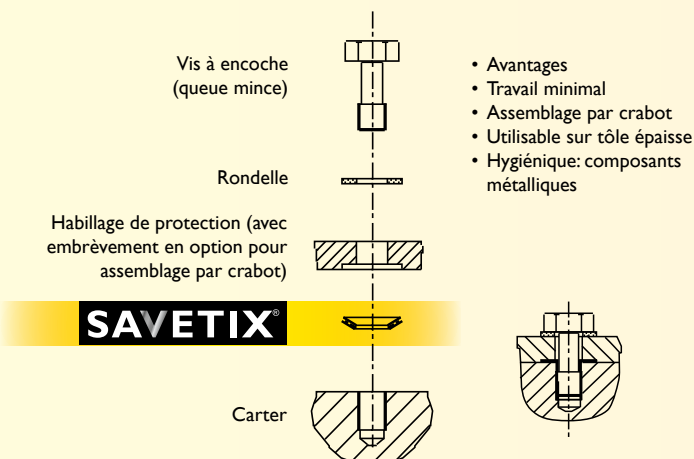 Vis à encoche
(queue mince)
Rondelle
Habillage de protection (avec
embrèvement en option pour
assemblage par crabot)
SAVETIX®
Carter
• Avantages
• Travail minimal
• Assemblage par crabot
• Utilisable sur tôle épaisse
• Hygiénique: composants
métalliques